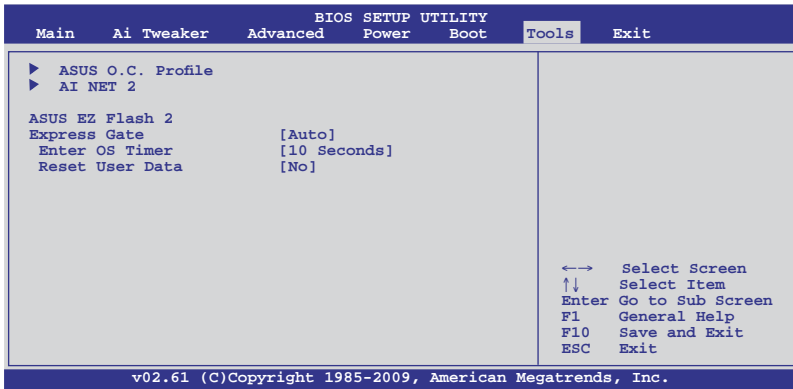 BIOS SETUP UTILITY
Main Ai Tweaker Advanced Power Boot Tools Exit
▶ ASUS O.C. Profile
▶ AI NET 2
ASUS EZ Flash 2
Express Gate [Auto]
Enter OS Timer [10 Seconds]
Reset User Data [No]
←→ Select Screen
↑↓ Select Item
Enter Go to Sub Screen
F1 General Help
F10 Save and Exit
ESC Exit
v02.61 (C)Copyright 1985-2009, American Megatrends, Inc.